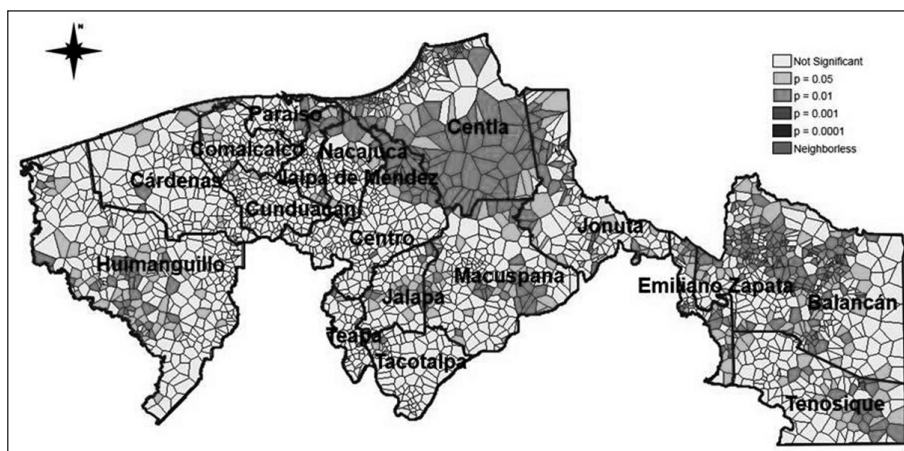 N
Not Significant
p = 0.05
p = 0.01
p = 0.001
p = 0.0001
Neighborless
Paraíso
Centla
Comalcalco
Nacajuca
Cárdenas
Jalpa de Méndez
Cunduacán
Centro
Jonuta
Huimanguillo
Macuspana
Emiliano Zapata
Jalapa
Balancán
Teapa
Tacotalpa
Tenosique